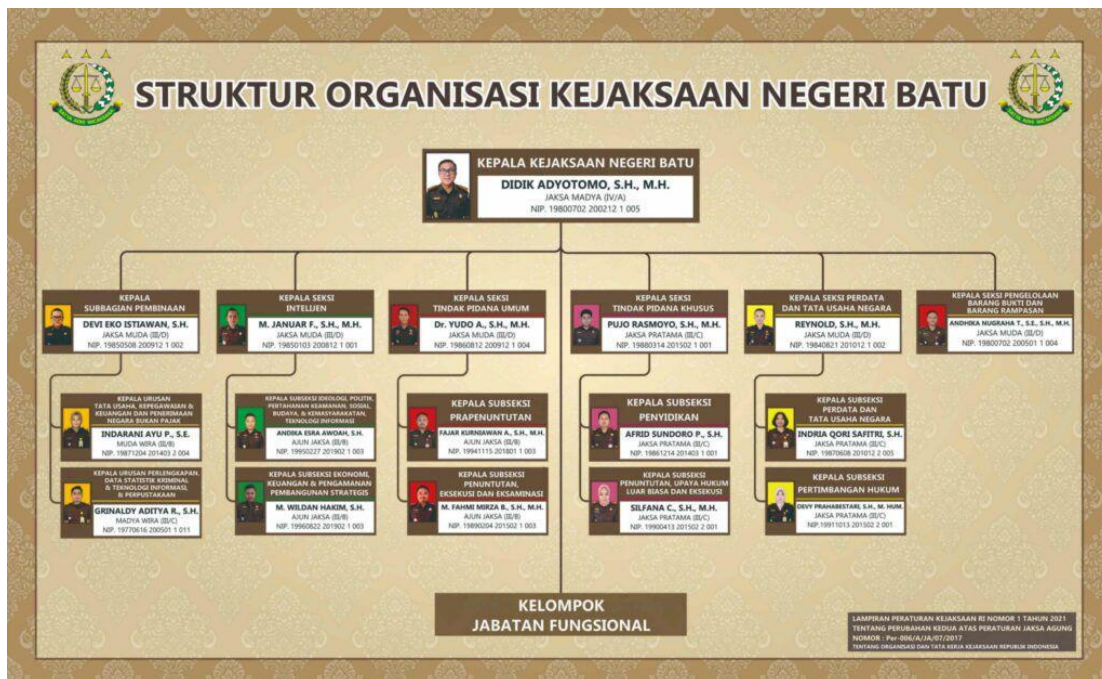 STRUKTUR ORGANISASI KEJAKSAAN NEGERI BATU
KEPALA KEJAKSAAN NEGERI BATU
DIDIK ADYOTOMO, S.H., M.H.
JAKSA MADYA (IV/A)
NIP. 19800702 200212 1 005
KEPALA
SUBBAGIAN PEMBINAAN
DEVI EKO ISTIAWAN, S.H.
JAKSA MUDA (III/D)
NIP. 19850508 200912 1 002
KEPALA SEKSI
INTELIJEN
M. JANUAR F., S.H., M.H.
JAKSA MUDA (III/D)
NIP. 19850103 200812 1 001
KEPALA SEKSI
TINDAK PIDANA UMUM
Dr. YUDO A., S.H., M.H.
JAKSA MUDA (III/D)
NIP. 19860812 200912 1 004
KEPALA SEKSI
TINDAK PIDANA KHUSUS
PUJO RASMOYO, S.H., M.H.
JAKSA PRATAMA (III/C)
NIP. 19880314 201502 1 001
KEPALA SEKSI PERDATA
DAN TATA USAHA NEGARA
REYNOLD, S.H., M.H.
JAKSA MUDA (III/D)
NIP. 19840821 201012 1 002
KEPALA SEKSI PENGELOLAAN
BARANG BUKTI DAN
BARANG RAMPASAN
ANDHIKA NUGRAHA T., S.E., S.H., M.H.
JAKSA MUDA (III/D)
NIP. 19800702 200501 1 004
KEPALA URUSAN
TATA USAHA, KEPEGAWAIAN &
KEUANGAN DAN PENERIMAAN
NEGARA BUKAN PAJAK
INDARANI AYU P., S.E.
MUDA WIRA (III/B)
NIP. 19871204 201403 2 004
KEPALA SUBSEKSI IDEOLOGI, POLITIK,
PERTAHANAN KEAMANAN, SOSIAL,
BUDAYA, & KEMASYARAKATAN,
TEKNOLOGI INFORMASI
ANDIKA ESRA AWOAH, S.H.
AJUN JAKSA (III/B)
NIP. 19950227 201902 1 003
KEPALA SUBSEKSI
PRAPENUNTUTAN
FAJAR KURNIAWAN A., S.H., M.H.
AJUN JAKSA (III/B)
NIP. 19941115 201801 1 003
KEPALA SUBSEKSI
PENYIDIKAN
AFRID SUNDORO P., S.H.
JAKSA PRATAMA (III/C)
NIP. 19861214 201403 1 001
KEPALA SUBSEKSI
PERDATA DAN
TATA USAHA NEGARA
INDRIA QORI SAFITRI, S.H.
JAKSA PRATAMA (III/C)
NIP. 19870608 201012 2 005
KEPALA URUSAN PERLENGKAPAN,
DATA STATISTIK KRIMINAL
& TEKNOLOGI INFORMASI,
& PERPUSTAKAAN
GRINALDY ADITYA R., S.H.
MADYA WIRA (III/C)
NIP. 19770616 200501 1 011
KEPALA SUBSEKSI EKONOMI,
KEUANGAN & PENGAMANAN
PEMBANGUNAN STRATEGIS
M. WILDAN HAKIM, S.H.
AJUN JAKSA (III/B)
NIP. 19960822 201902 1 003
KEPALA SUBSEKSI
PENUNTUTAN,
EKSEKUSI DAN EKSAMINASI
M. FAHMI MIRZA B., S.H., M.H.
AJUN JAKSA (III/B)
NIP. 19890204 201502 1 003
KEPALA SUBSEKSI
PENUNTUTAN, UPAYA HUKUM
LUAR BIASA DAN EKSEKUSI
SILFANA C., S.H., M.H.
JAKSA PRATAMA (III/C)
NIP. 19900413 201502 2 001
KEPALA SUBSEKSI
PERTIMBANGAN HUKUM
DEVY PRAHABESTARI, S.H., M. HUM.
JAKSA PRATAMA (III/C)
NIP.19911013 201502 2 001
KELOMPOK
JABATAN FUNGSIONAL
LAMPIRAN PERATURAN KEJAKSAAN RI NOMOR 1 TAHUN 2021
TENTANG PERUBAHAN KEDUA ATAS PERATURAN JAKSA AGUNG
NOMOR : Per-006/A/JA/07/2017
TENTANG ORGANISASI DAN TATA KERJA KEJAKSAAN REPUBLIK INDONESIA